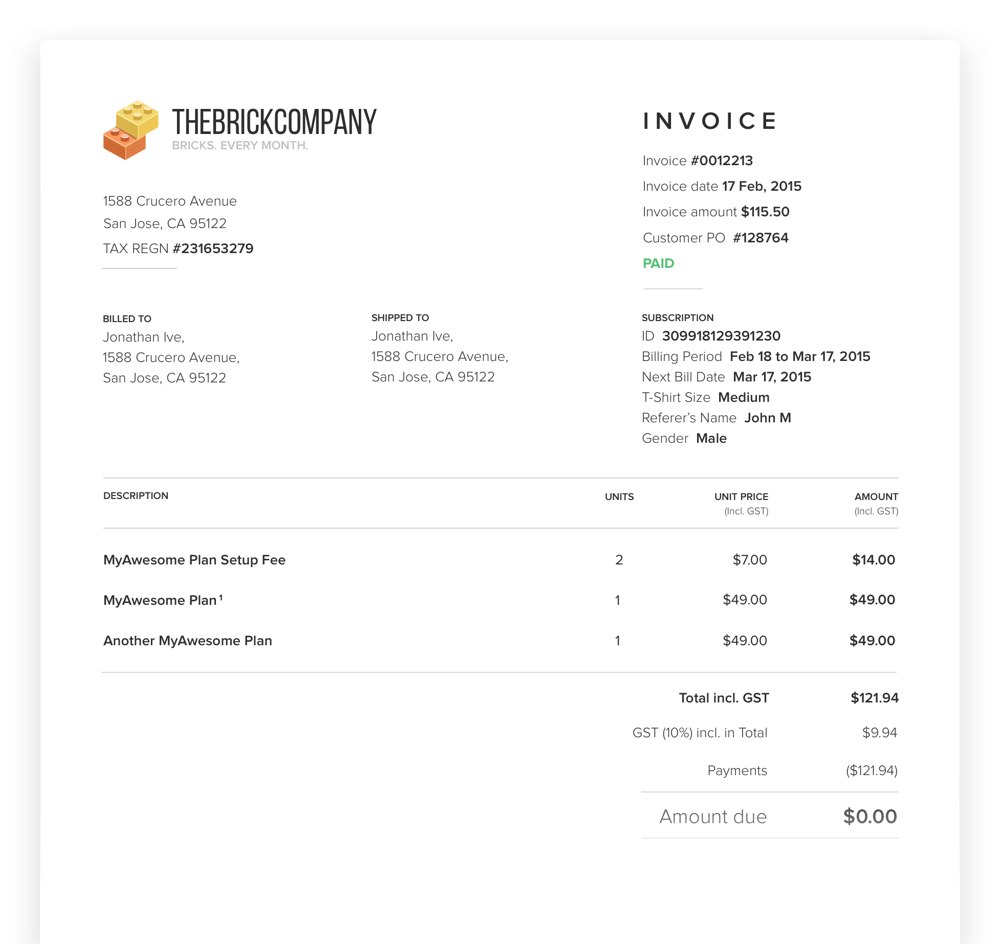 THEBRICKCOMPANY
BRICKS. EVERY MONTH.
1588 Crucero Avenue
San Jose, CA 95122
TAX REGN #231653279
INVOICE
Invoice #0012213
Invoice date 17 Feb, 2015
Invoice amount $115.50
Customer PO #128764
PAID
BILLED TO
Jonathan Ive,
1588 Crucero Avenue,
San Jose, CA 95122
SHIPPED TO
Jonathan Ive,
1588 Crucero Avenue,
San Jose, CA 95122
SUBSCRIPTION
ID 309918129391230
Billing Period Feb 18 to Mar 17, 2015
Next Bill Date Mar 17, 2015
T-Shirt Size Medium
Referer's Name John M
Gender Male
DESCRIPTION UNITS UNIT PRICE AMOUNT
(Incl. GST) (Incl. GST)
MyAwesome Plan Setup Fee 2 $7.00 $14.00
MyAwesome Plan ¹ 1 $49.00 $49.00
Another MyAwesome Plan 1 $49.00 $49.00
Total incl. GST $121.94
GST (10%) incl. in Total $9.94
Payments ($121.94)
Amount due $0.00